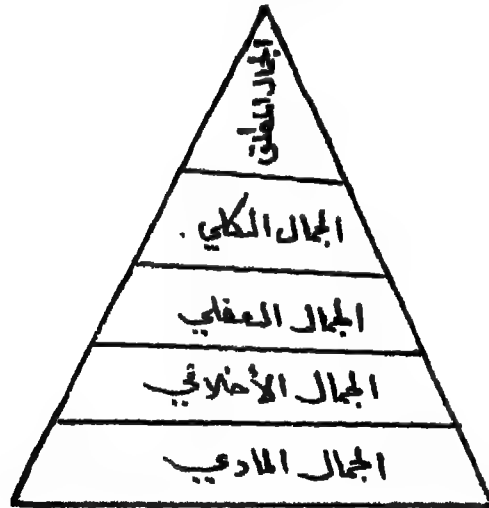 الجمال المطلق
الجمال الكلي .
الجمال العقلي
الجمال الأخلاقي
الجمال المادي